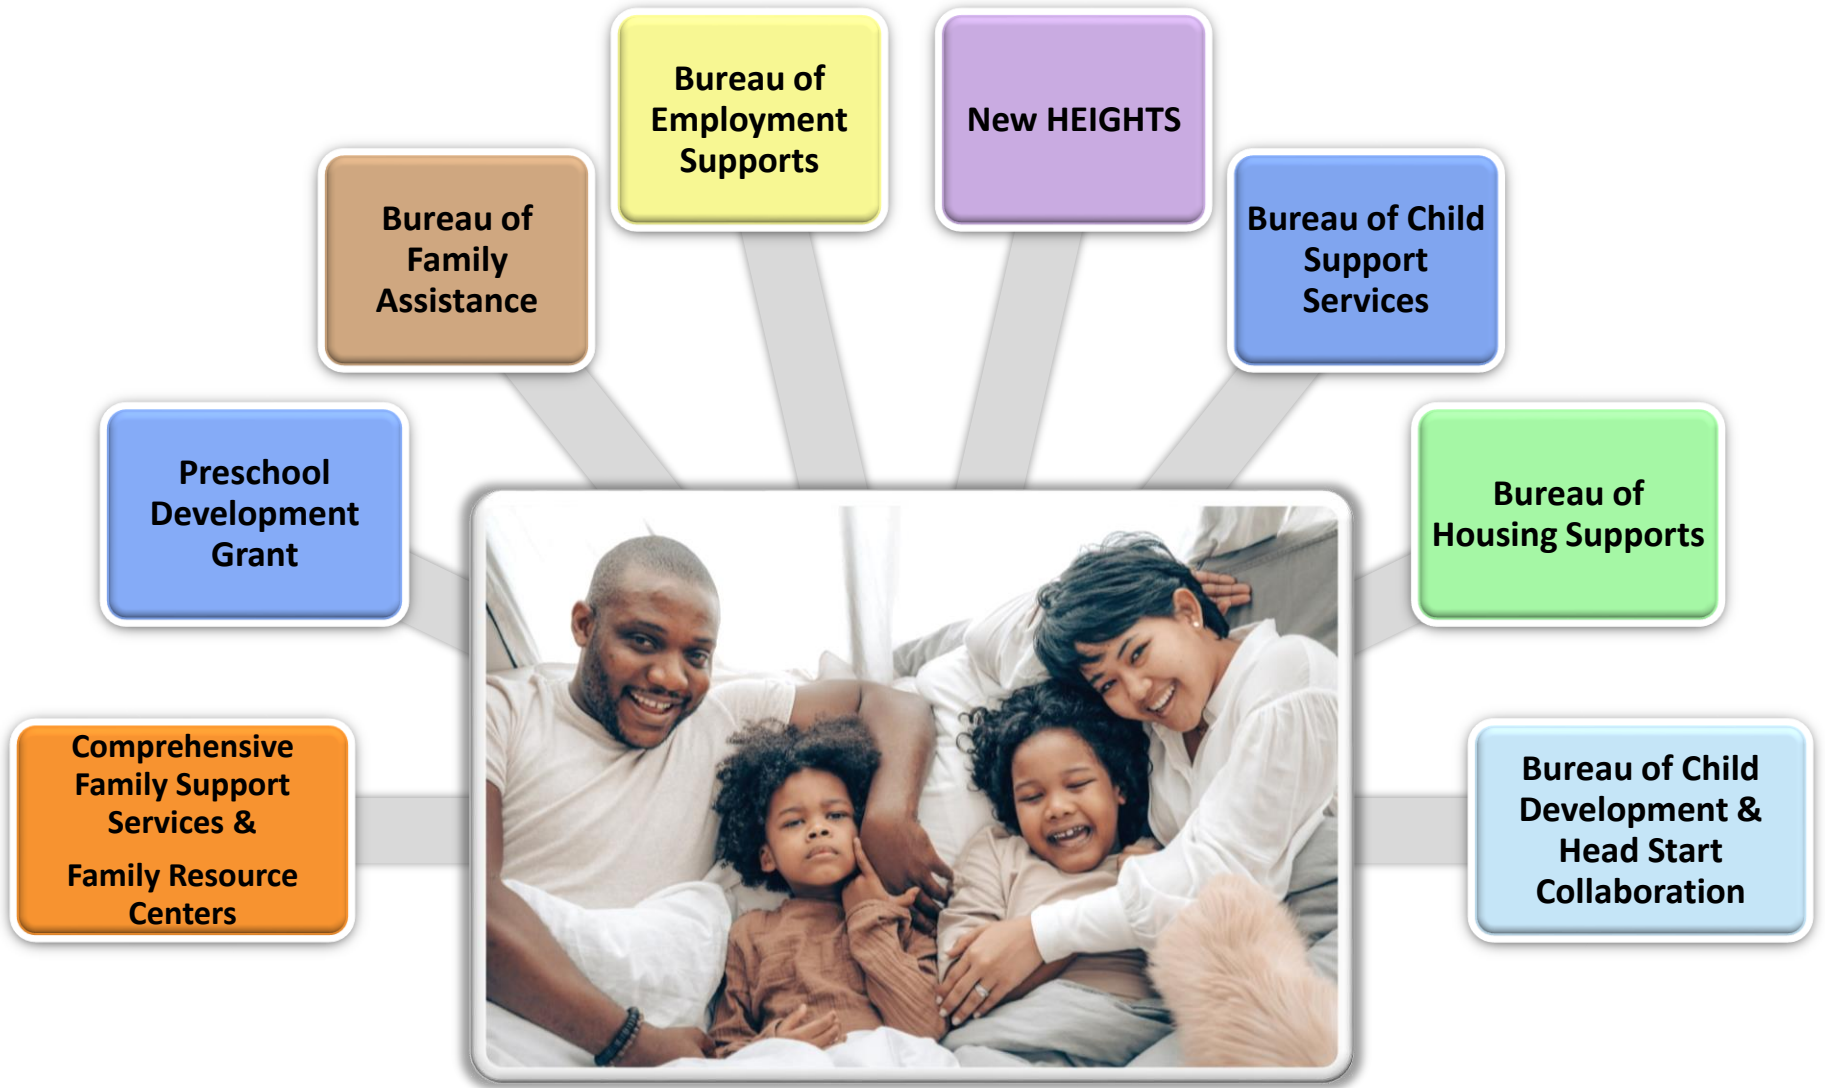 Bureau of
Employment
Supports
New HEIGHTS
Bureau of
Family
Assistance
Bureau of Child
Support
Services
Preschool
Development
Grant
Bureau of
Housing Supports
Comprehensive
Family Support
Services &
Family Resource
Centers
Bureau of Child
Development &
Head Start
Collaboration